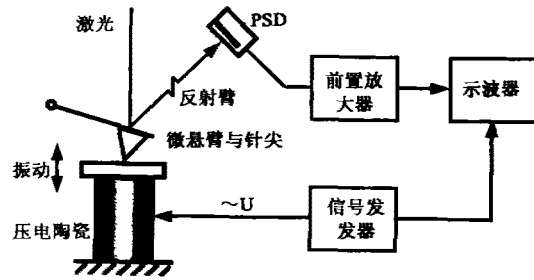 激光
PSD
反射臂
前置放
大器
示波器
微悬臂与针尖
振动
压电陶瓷
~U
信号发
发器